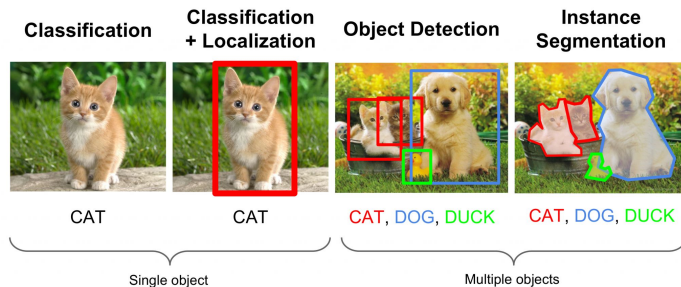 Classification
Classification
+ Localization
Object Detection
Instance
Segmentation
CAT
CAT
CAT, DOG, DUCK
CAT, DOG, DUCK
Single object
Multiple objects